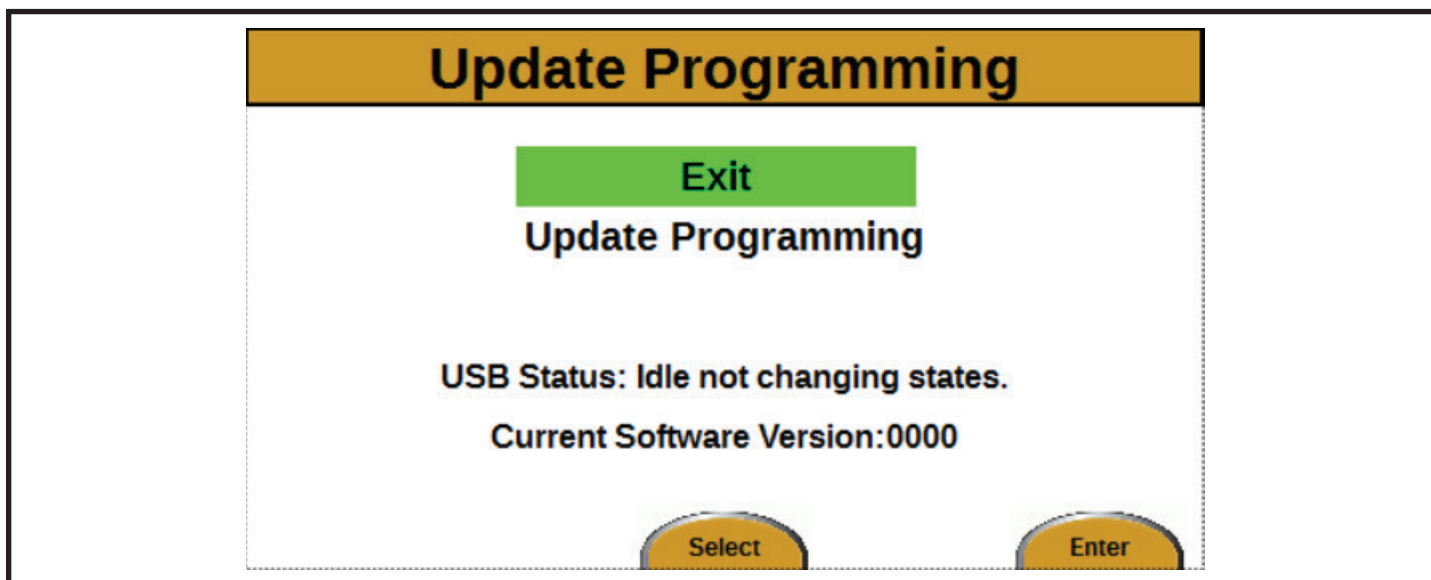 Update Programming
Exit
Update Programming
USB Status: Idle not changing states.
Current Software Version:0000
Select Enter